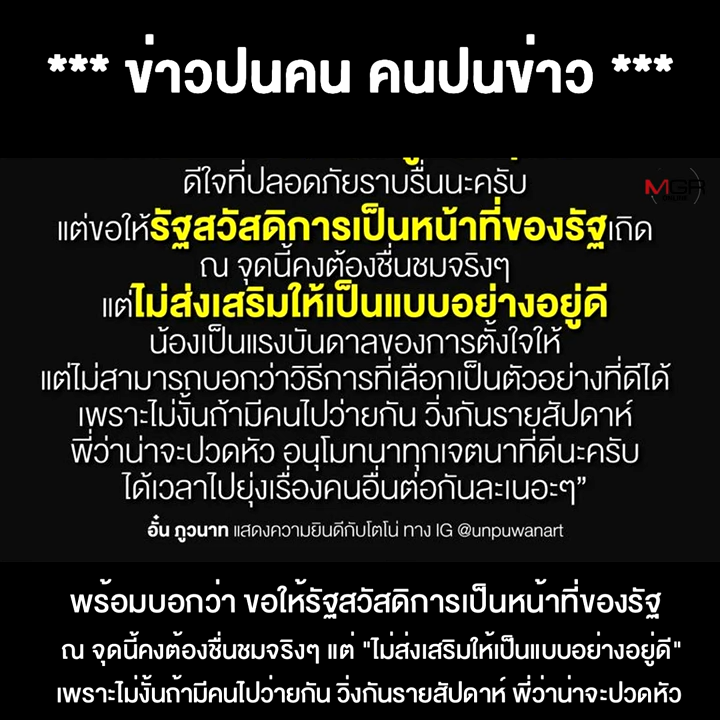 *** ข่าวปนคน คนปนข่าว ***
ดีใจที่ปลอดภัยราบรื่นนะครับ
MGR
ONLINE
แต่ขอให้รัฐสวัสดิการเป็นหน้าที่ของรัฐเถิด
ณ จุดนี้คงต้องชื่นชมจริงๆ
แต่ไม่ส่งเสริมให้เป็นแบบอย่างอยู่ดี
น้องเป็นแรงบันดาลของการตั้งใจให้
แต่ไม่สามารถบอกว่าวิธีการที่เลือกเป็นตัวอย่างที่ดีได้
เพราะไม่งั้นถ้ามีคนไปว่ายกัน วิ่งกันรายสัปดาห์
พี่ว่าน่าจะปวดหัว อนุโมทนาทุกเจตนาที่ดีนะครับ
ได้เวลาไปยุ่งเรื่องคนอื่นต่อกันละเนอะๆ”
อั๋น ภูวนาท แสดงความยินดีกับโตโน่ ทาง IG @unpuwanart
พร้อมบอกว่า ขอให้รัฐสวัสดิการเป็นหน้าที่ของรัฐ
ณ จุดนี้คงต้องชื่นชมจริงๆ แต่ "ไม่ส่งเสริมให้เป็นแบบอย่างอยู่ดี"
เพราะไม่งั้นถ้ามีคนไปว่ายกัน วิ่งกันรายสัปดาห์ พี่ว่าน่าจะปวดหัว